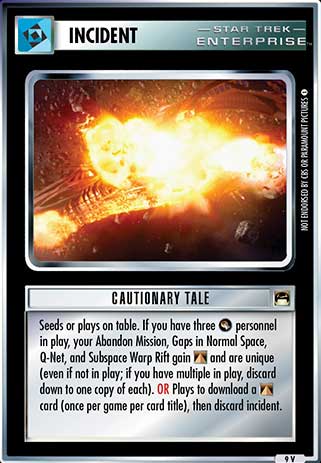 INCIDENT
STAR TREK
ENTERPRISE™
NOT ENDORSED BY CBS OR PARAMOUNT PICTURES
CAUTIONARY TALE
Seeds or plays on table. If you have three personnel
in play, your Abandon Mission, Gaps in Normal Space,
Q-Net, and Subspace Warp Rift gain and are unique
(even if not in play; if you have multiple in play, discard
down to one copy of each). OR Plays to download a
card (once per game per card title), then discard incident.
9 V